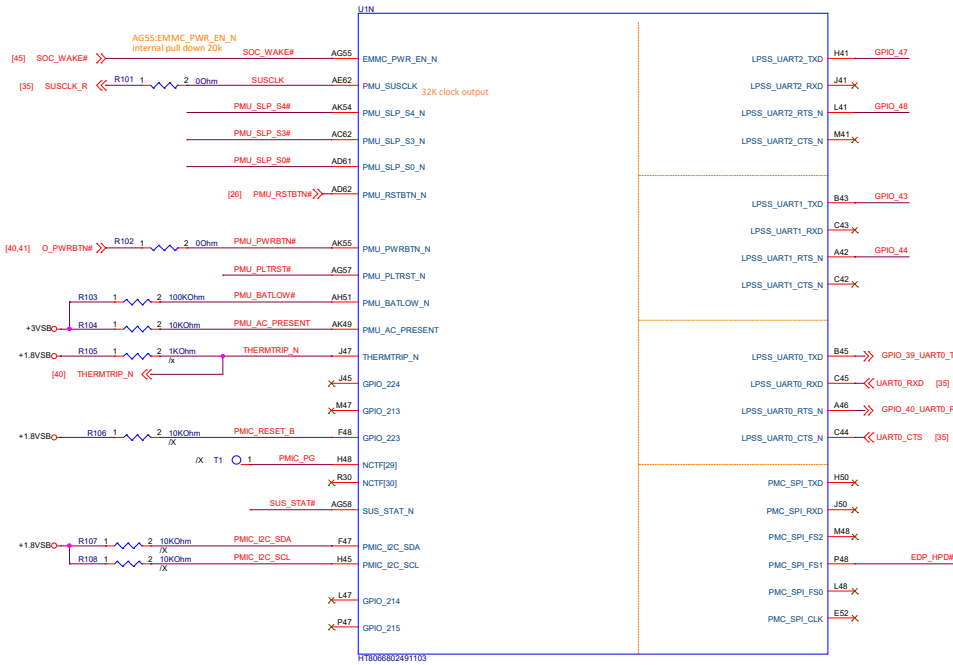 U1N
AG55:EMMC_PWR_EN_N
internal pull down 20k
[45] SOC_WAKE# SOC_WAKE# AG55 EMMC_PWR_EN_N
[35] SUSCLK_R R101 1 2 0Ohm SUSCLK AE62 PMU_SUSCLK
32K clock output
PMU_SLP_S4# AK54 PMU_SLP_S4_N
PMU_SLP_S3# AC62 PMU_SLP_S3_N
PMU_SLP_S0# AD61 PMU_SLP_S0_N
[26] PMU_RSTBTN# AD62 PMU_RSTBTN_N
[40,41] O_PWRBTN# R102 1 2 0Ohm PMU_PWRBTN# AK55 PMU_PWRBTN_N
PMU_PLTRST# AG57 PMU_PLTRST_N
R103 1 2 100KOhm PMU_BATLOW# AH51 PMU_BATLOW_N
+3VSB R104 1 2 10KOhm PMU_AC_PRESENT AK49 PMU_AC_PRESENT
+1.8VSB R105 1 2 1KOhm THERMTRIP_N J47 THERMTRIP_N
/x
[40] THERMTRIP_N
J45 GPIO_224
M47 GPIO_213
+1.8VSB R106 1 2 10KOhm PMIC_RESET_B F48 GPIO_223
/X
/X T1 1 PMIC_PG H48 NCTF[29]
R30 NCTF[30]
SUS_STAT# AG58 SUS_STAT_N
+1.8VSB R107 1 2 10KOhm PMIC_I2C_SDA F47 PMIC_I2C_SDA
/X
R108 1 2 10KOhm PMIC_I2C_SCL H45 PMIC_I2C_SCL
/X
L47 GPIO_214
P47 GPIO_215
LPSS_UART2_TXD H41 GPIO_47
LPSS_UART2_RXD J41
LPSS_UART2_RTS_N L41 GPIO_48
LPSS_UART2_CTS_N M41
LPSS_UART1_TXD B43 GPIO_43
LPSS_UART1_RXD C43
LPSS_UART1_RTS_N A42 GPIO_44
LPSS_UART1_CTS_N C42
LPSS_UART0_TXD B45 GPIO_39_UART0_T
LPSS_UART0_RXD C45 UART0_RXD [35]
LPSS_UART0_RTS_N A46 GPIO_40_UART0_R
LPSS_UART0_CTS_N C44 UART0_CTS [35]
PMC_SPI_TXD H50
PMC_SPI_RXD J50
PMC_SPI_FS2 M48
PMC_SPI_FS1 P48 EDP_HPD#
PMC_SPI_FS0 L48
PMC_SPI_CLK E52
HT8066802491103